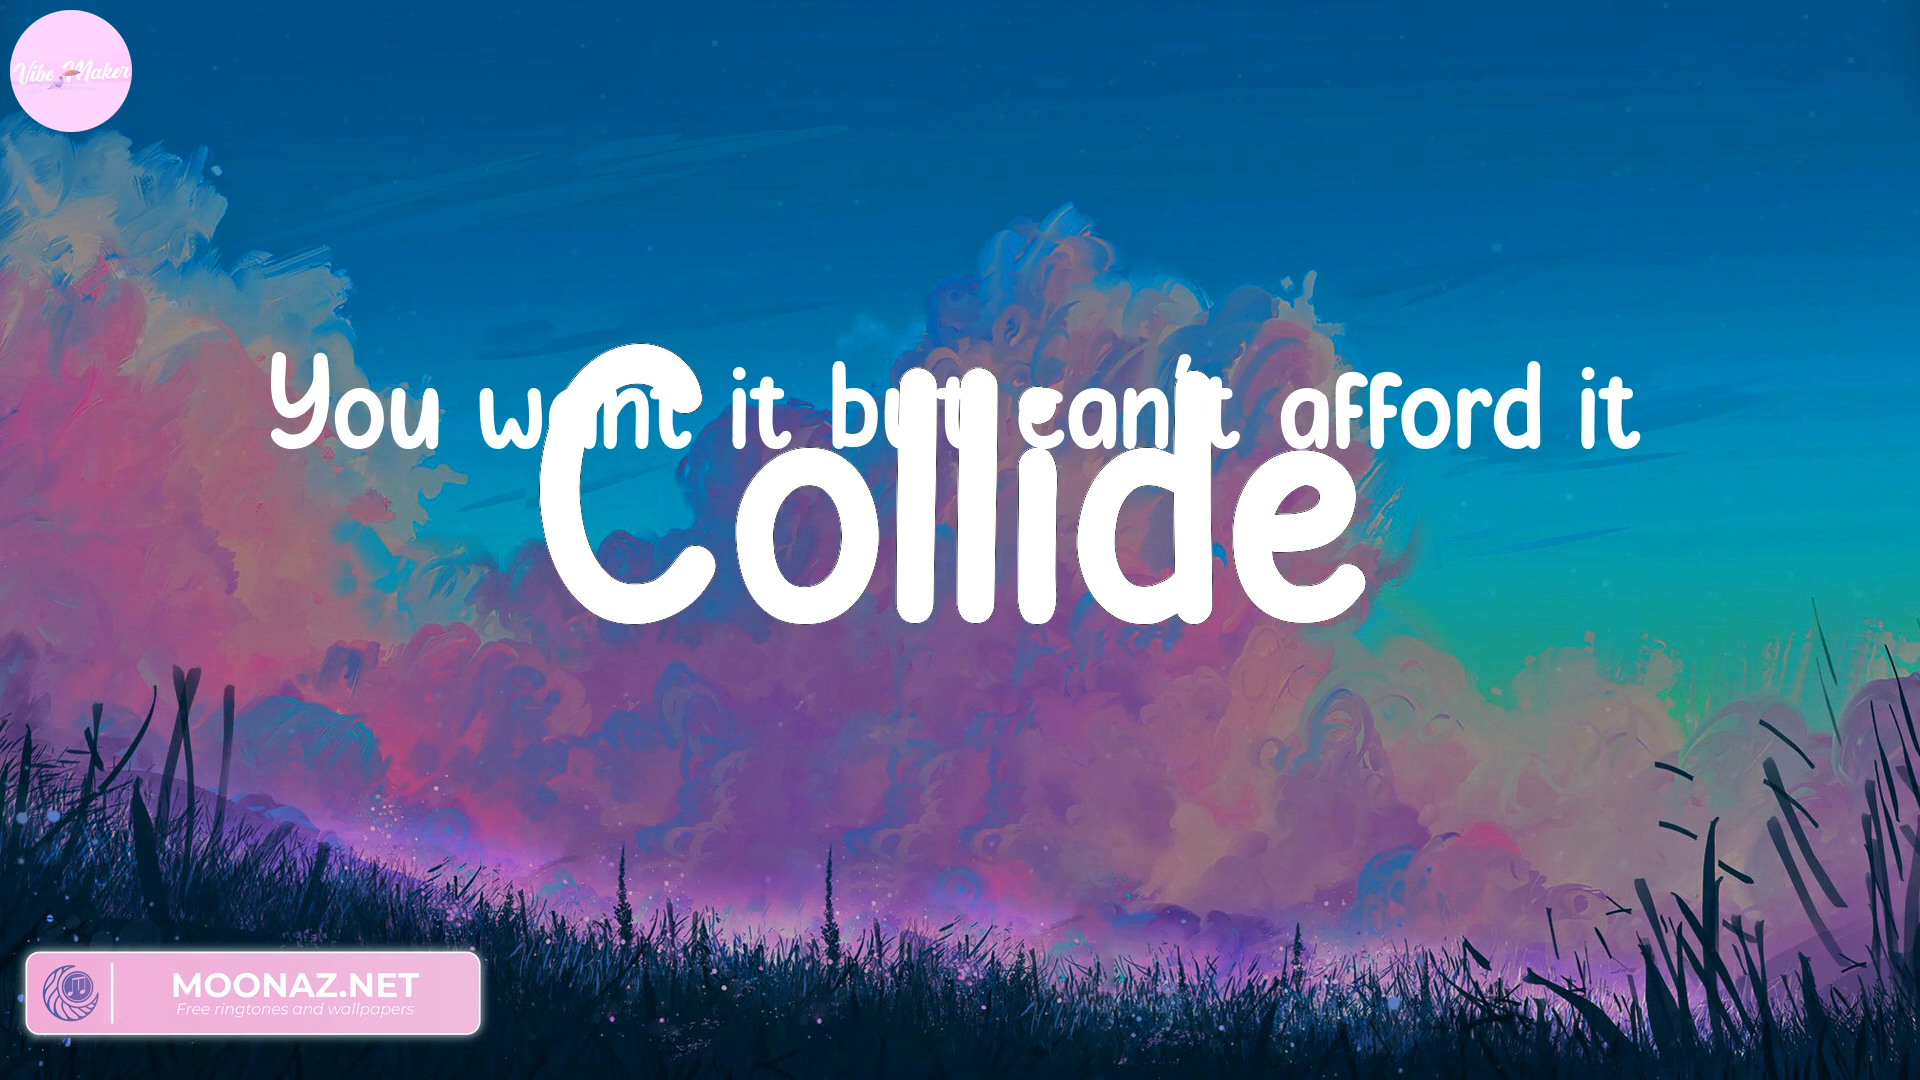 Vibe Maker
You want it but can't afford it
Collide
MOONAZ.NET
Free ringtones and wallpapers